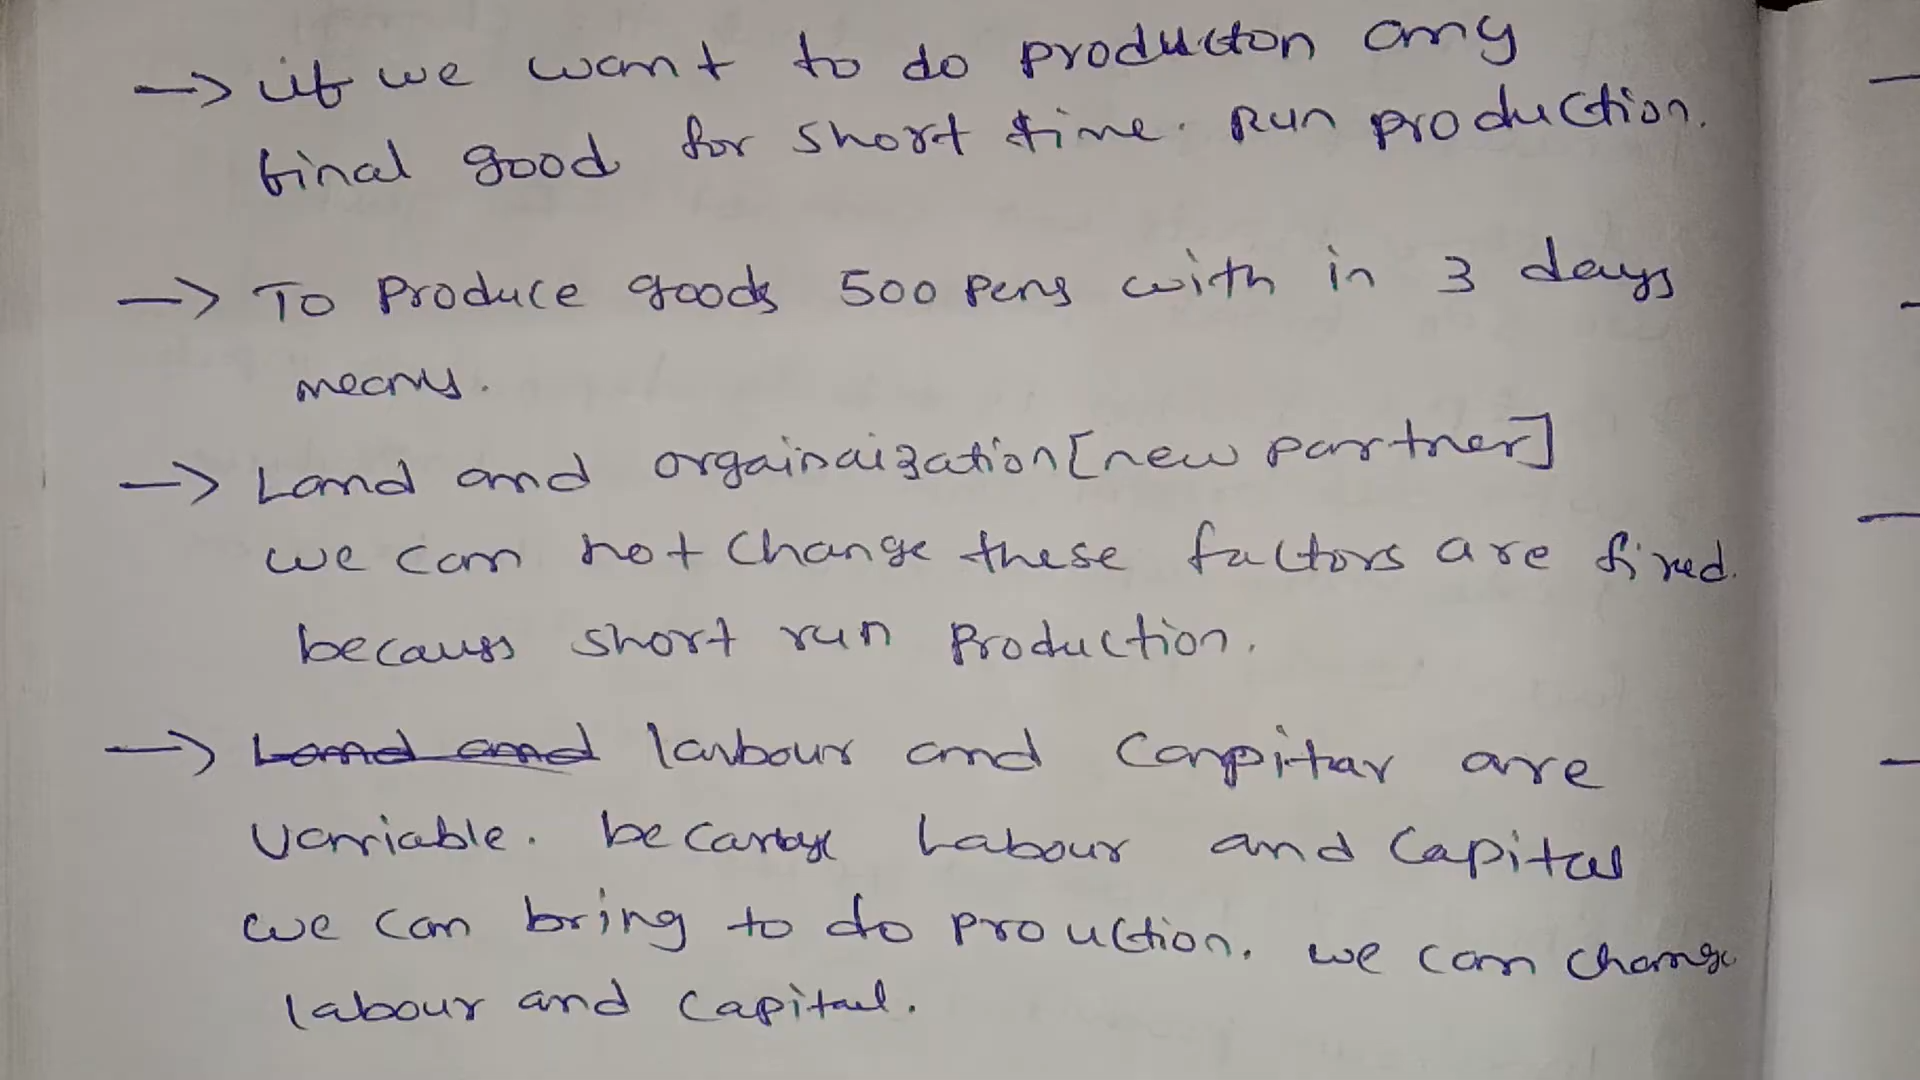 → if we want to do producton any
final good for short time. Run production.
→ To produce goods 500 pens with in 3 days
means.
→ Land and orgainaization [new partner]
we can not change these factors are fixed.
becauss short run production.
→ Land and labour and Capital are
Variable. because Labour and Capital
we can bring to do prouction. we can change
labour and capital.